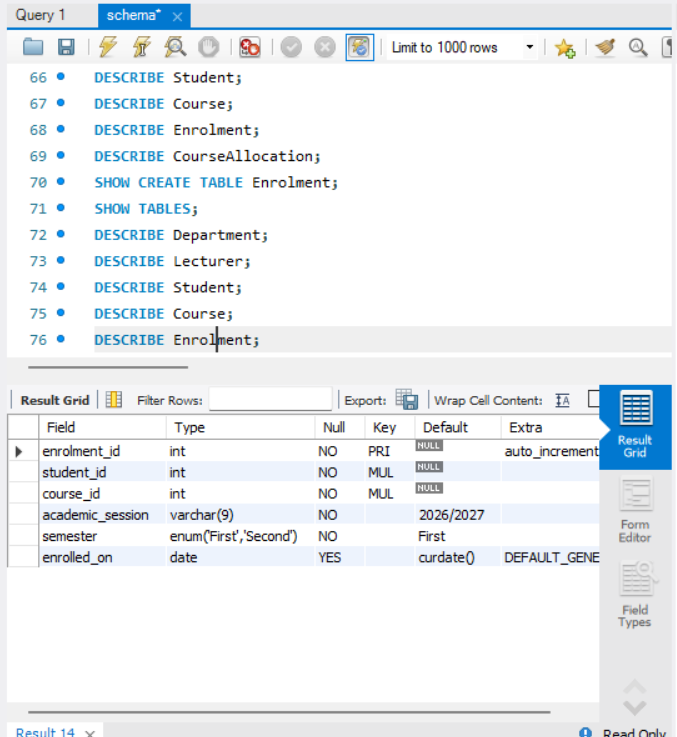 Query 1 schema*
Limit to 1000 rows
66 DESCRIBE Student;
67 DESCRIBE Course;
68 DESCRIBE Enrolment;
69 DESCRIBE CourseAllocation;
70 SHOW CREATE TABLE Enrolment;
71 SHOW TABLES;
72 DESCRIBE Department;
73 DESCRIBE Lecturer;
74 DESCRIBE Student;
75 DESCRIBE Course;
76 DESCRIBE Enrolment;
Result Grid Filter Rows: Export: Wrap Cell Content: IA
Field Type Null Key Default Extra
enrolment_id int NO PRI NULL auto_increment
student_id int NO MUL NULL
course_id int NO MUL NULL
academic_session varchar(9) NO 2026/2027
semester enum('First','Second') NO First
enrolled_on date YES curdate() DEFAULT_GENE
Result
Grid
Form
Editor
Field
Types
Result 14 Read Only